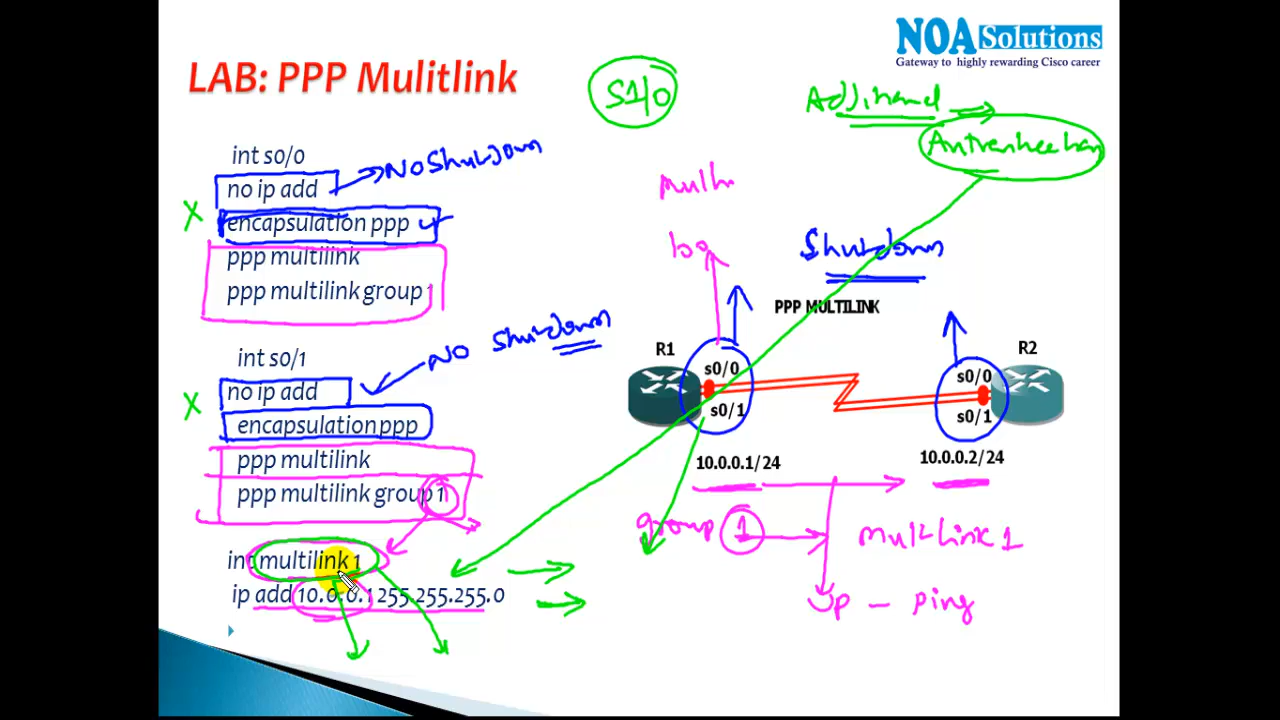 NOA Solutions
Gateway to highly rewarding Cisco career
LAB: PPP Mulitlink
S1/0
int s0/0
No Shutdown
no ip add
encapsulation ppp
ppp multilink
ppp multilink group 1
Shutdown
PPP MULTILINK
No Shutdown
int s0/1
no ip add
encapsulation ppp
ppp multilink
ppp multilink group 1
R1
R2
s0/0
s0/0
s0/1
s0/1
10.0.0.1/24
10.0.0.2/24
group 1
multilink 1
int multilink 1
ip add 10.0.0.1 255.255.255.0
Up - ping